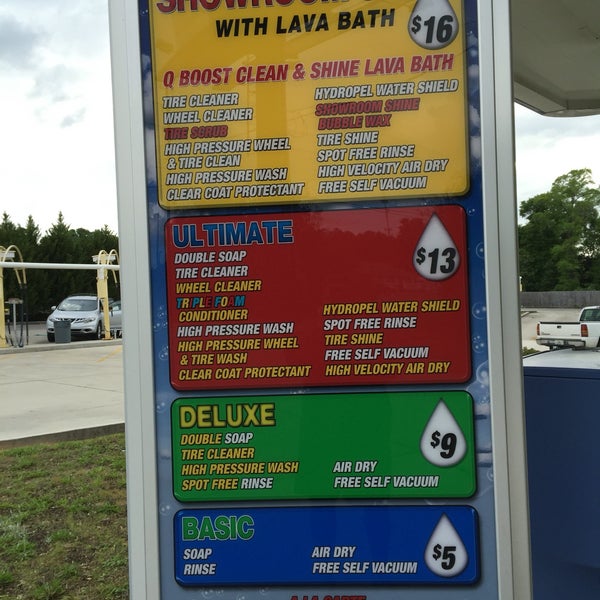 SHOWROOM
WITH LAVA BATH
$16
Q BOOST CLEAN & SHINE LAVA BATH
TIRE CLEANER
WHEEL CLEANER
TIRE SCRUB
HIGH PRESSURE WHEEL
& TIRE CLEAN
HIGH PRESSURE WASH
CLEAR COAT PROTECTANT
HYDROPEL WATER SHIELD
SHOWROOM SHINE
BUBBLE WAX
TIRE SHINE
SPOT FREE RINSE
HIGH VELOCITY AIR DRY
FREE SELF VACUUM
ULTIMATE
$13
DOUBLE SOAP
TIRE CLEANER
WHEEL CLEANER
TRIPLE FOAM
CONDITIONER
HIGH PRESSURE WASH
HIGH PRESSURE WHEEL
& TIRE WASH
CLEAR COAT PROTECTANT
HYDROPEL WATER SHIELD
SPOT FREE RINSE
TIRE SHINE
FREE SELF VACUUM
HIGH VELOCITY AIR DRY
DELUXE
$9
DOUBLE SOAP
TIRE CLEANER
HIGH PRESSURE WASH
SPOT FREE RINSE
AIR DRY
FREE SELF VACUUM
BASIC
$5
SOAP
RINSE
AIR DRY
FREE SELF VACUUM
A LA CARTE